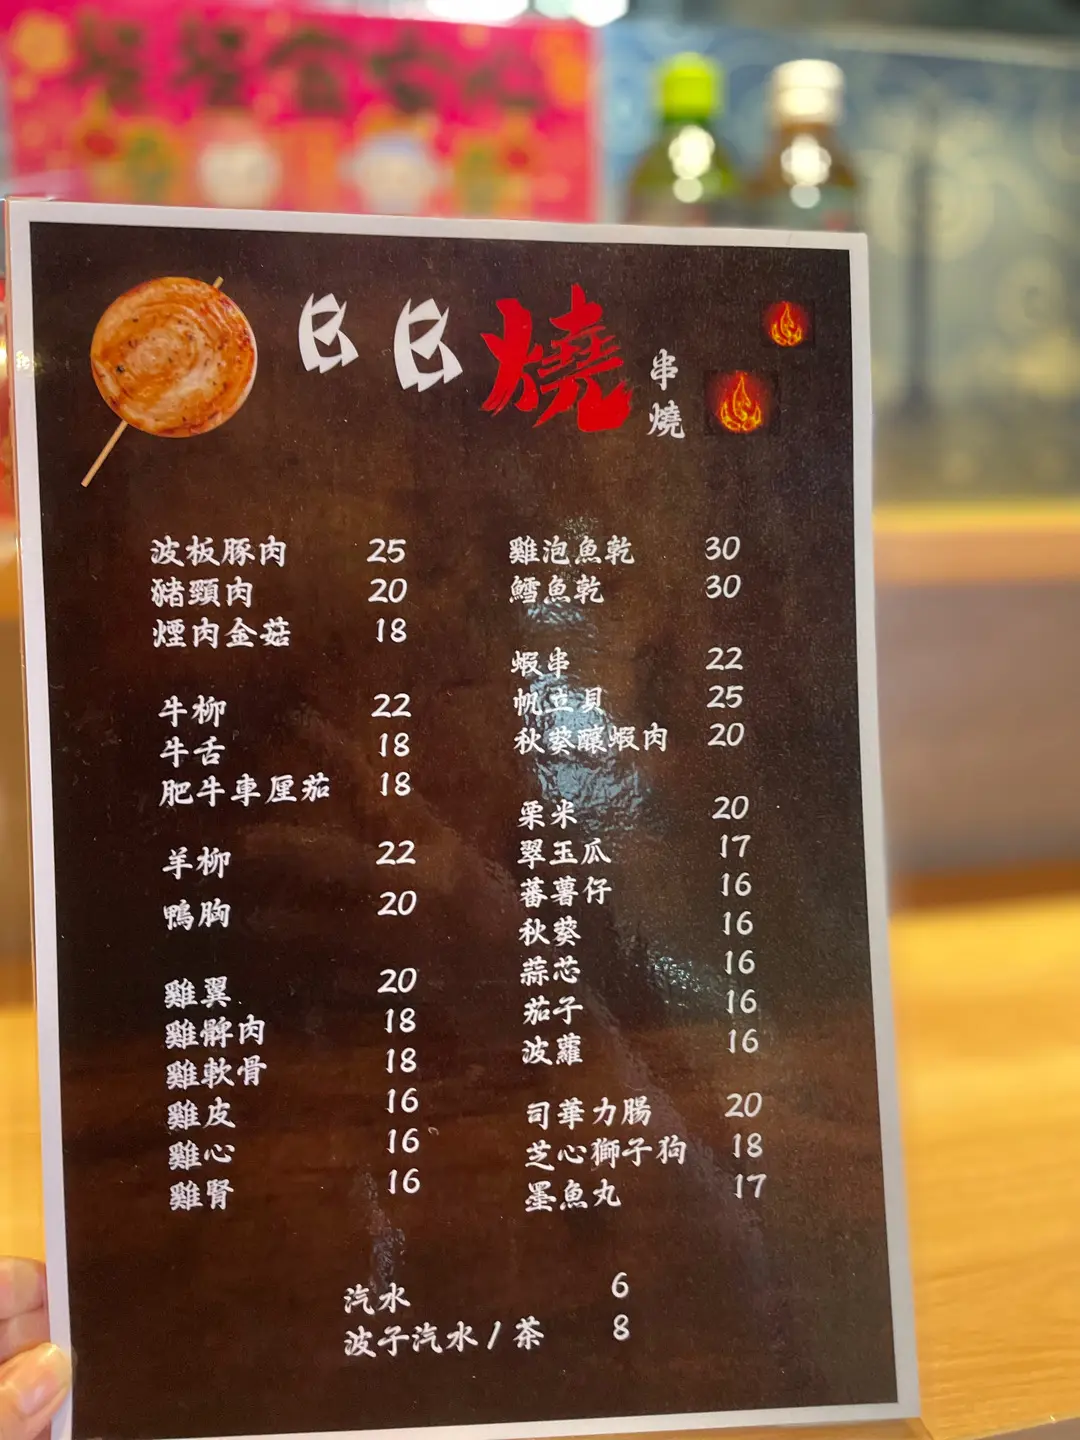 BB燒
串燒
波板豚肉 25
豬頸肉 20
煙肉金菇 18
牛柳 22
牛舌 18
肥牛車厘茄 18
羊柳 22
鴨胸 20
雞翼 20
雞髀肉 18
雞軟骨 18
雞皮 16
雞心 16
雞腎 16
雞泡魚乾 30
鱈魚乾 30
蝦串 22
帆立貝 25
秋葵釀蝦肉 20
粟米 20
翠玉瓜 17
蕃薯仔 16
秋葵 16
蒜芯 16
茄子 16
波蘿 16
司華力腸 20
芝心獅子狗 18
墨魚丸 17
汽水 6
波子汽水/茶 8